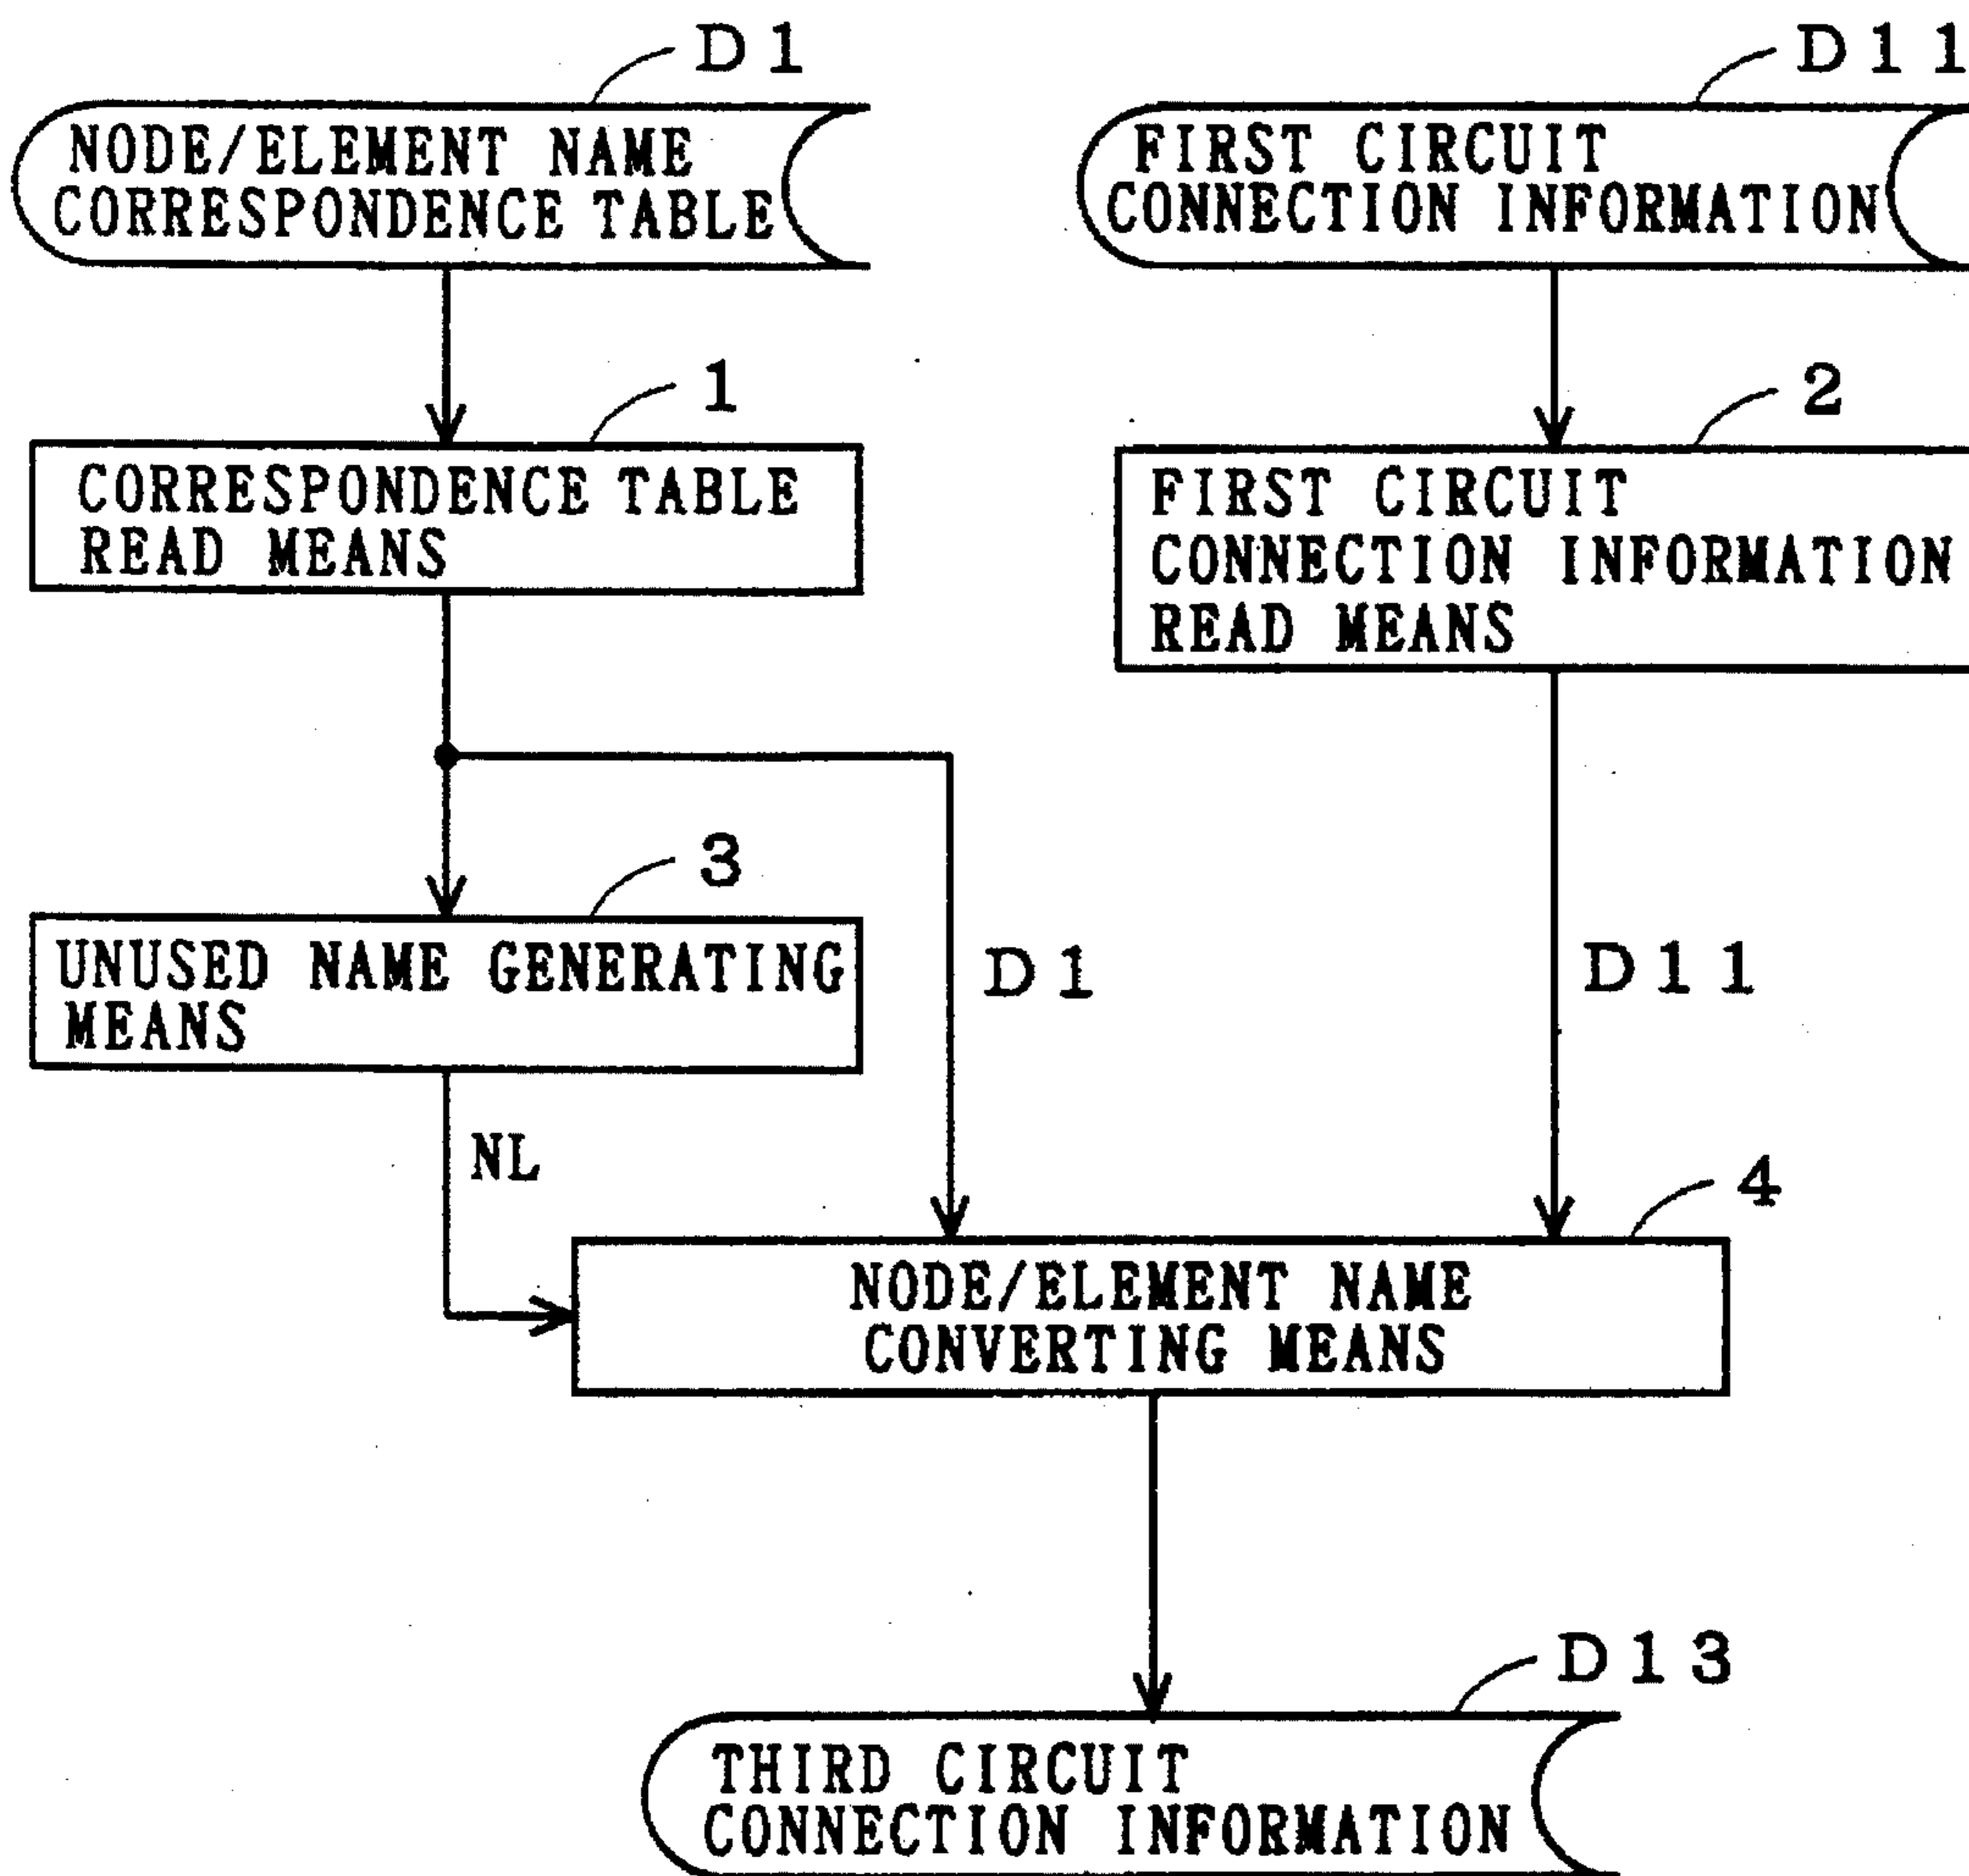 D1
NODE/ELEMENT NAME
CORRESPONDENCE TABLE
D11
FIRST CIRCUIT
CONNECTION INFORMATION
1
CORRESPONDENCE TABLE
READ MEANS
2
FIRST CIRCUIT
CONNECTION INFORMATION
READ MEANS
3
UNUSED NAME GENERATING
MEANS
D1
D11
NL
4
NODE/ELEMENT NAME
CONVERTING MEANS
D13
THIRD CIRCUIT
CONNECTION INFORMATION